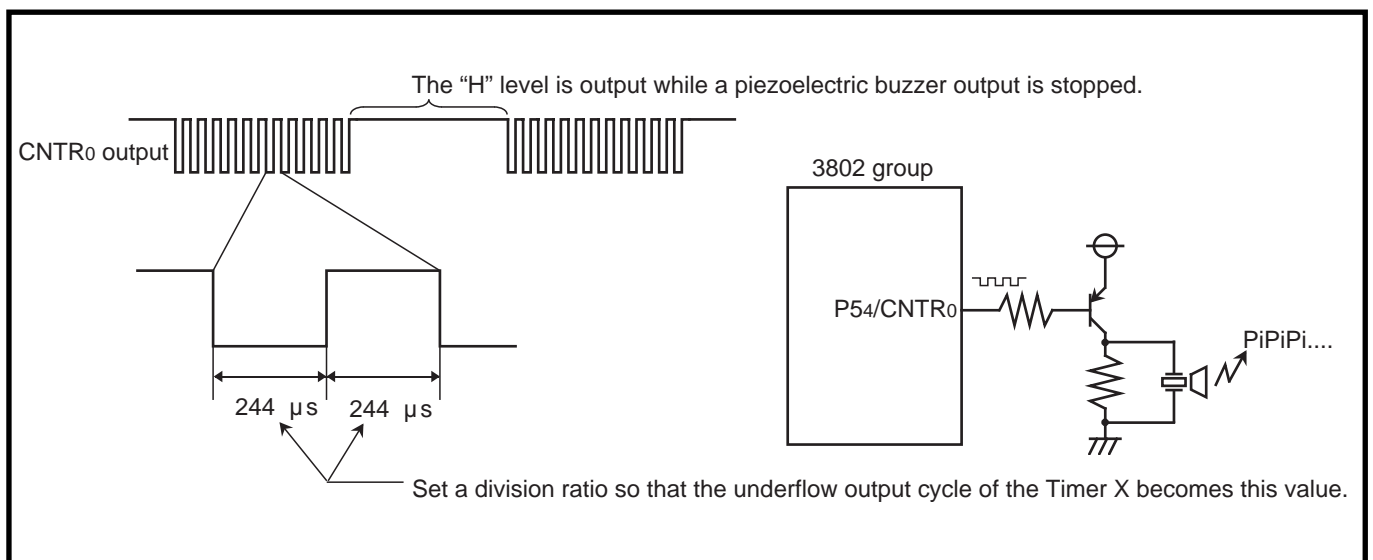 The “H” level is output while a piezoelectric buzzer output is stopped.
CNTR0 output
3802 group
P54/CNTR0
PiPiPi....
244 µs 244 µs
Set a division ratio so that the underflow output cycle of the Timer X becomes this value.